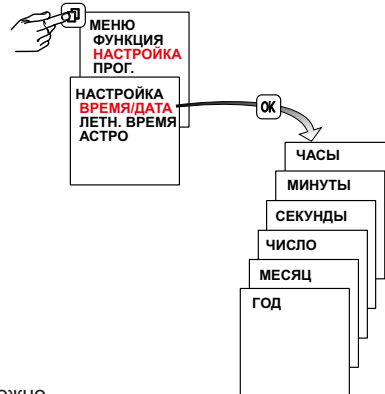 МЕНЮ
ФУНКЦИЯ
НАСТРОЙКА
ПРОГ.
НАСТРОЙКА
ВРЕМЯ/ДАТА
ЛЕТН. ВРЕМЯ
АСТРО
OK
ЧАСЫ
МИНУТЫ
СЕКУНДЫ
ЧИСЛО
МЕСЯЦ
ГОД